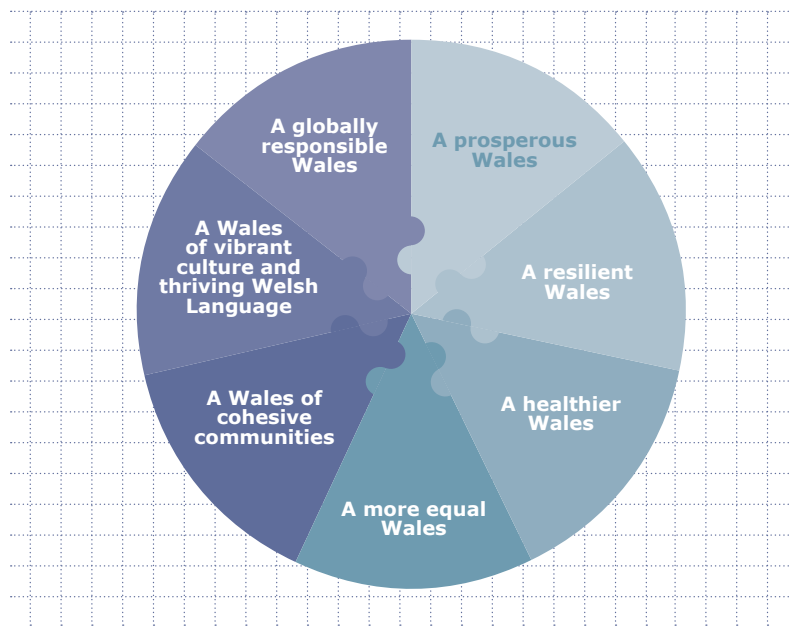 A prosperous
Wales
A resilient
Wales
A healthier
Wales
A more equal
Wales
A Wales of
cohesive
communities
A Wales
of vibrant
culture and
thriving Welsh
Language
A globally
responsible
Wales